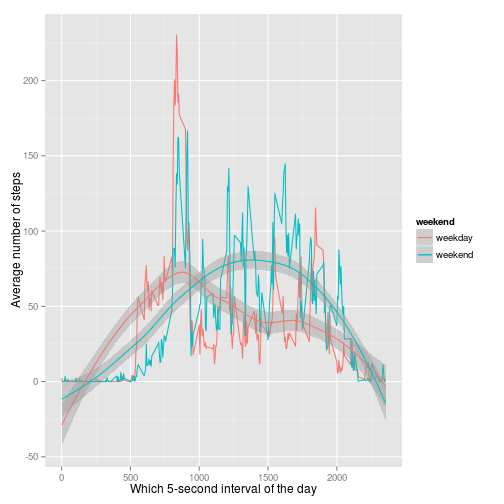 200
150
100
50
0
-50
Average number of steps
0 500 1000 1500 2000
Which 5-second interval of the day
weekend
weekday
weekend